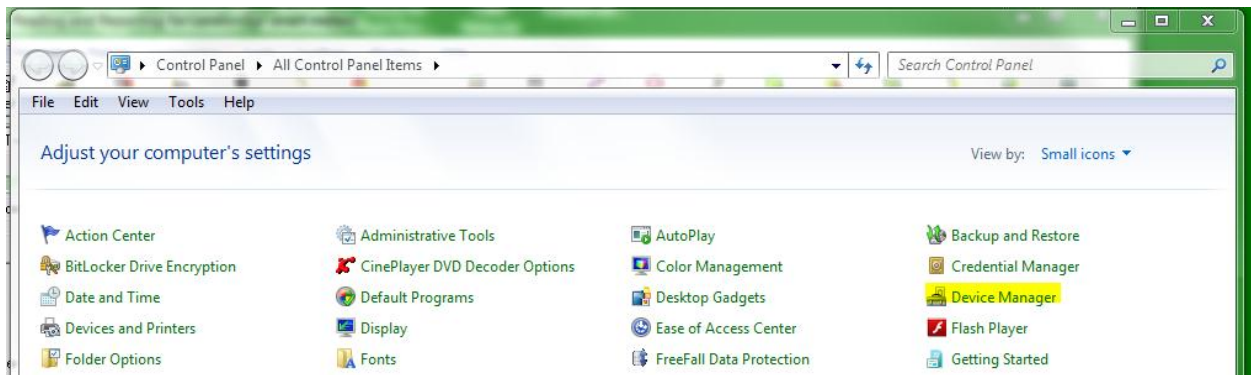 Control Panel All Control Panel Items Search Control Panel
File Edit View Tools Help
Adjust your computer's settings View by: Small icons
Action Center Administrative Tools AutoPlay Backup and Restore
BitLocker Drive Encryption CinePlayer DVD Decoder Options Color Management Credential Manager
Date and Time Default Programs Desktop Gadgets Device Manager
Devices and Printers Display Ease of Access Center Flash Player
Folder Options Fonts FreeFall Data Protection Getting Started